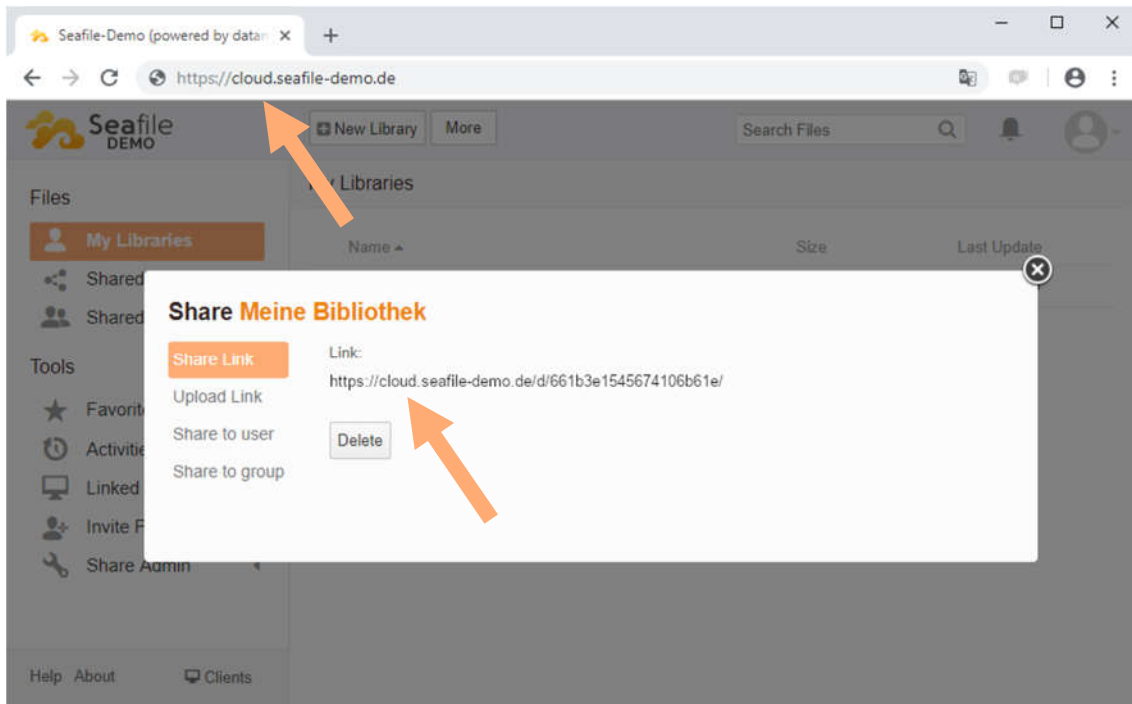 Seafile-Demo (powered by datan
https://cloud.seafile-demo.de
Seafile
DEMO
New Library
More
Search Files
Files
My Libraries
My Libraries
Name
Size
Last Update
Shared
Shared
Share Meine Bibliothek
Share Link
Link:
https://cloud.seafile-demo.de/d/661b3e1545674106b61e/
Upload Link
Share to user
Delete
Share to group
Tools
Favorit
Activitie
Linked
Invite F
Share Admin
Help
About
Clients